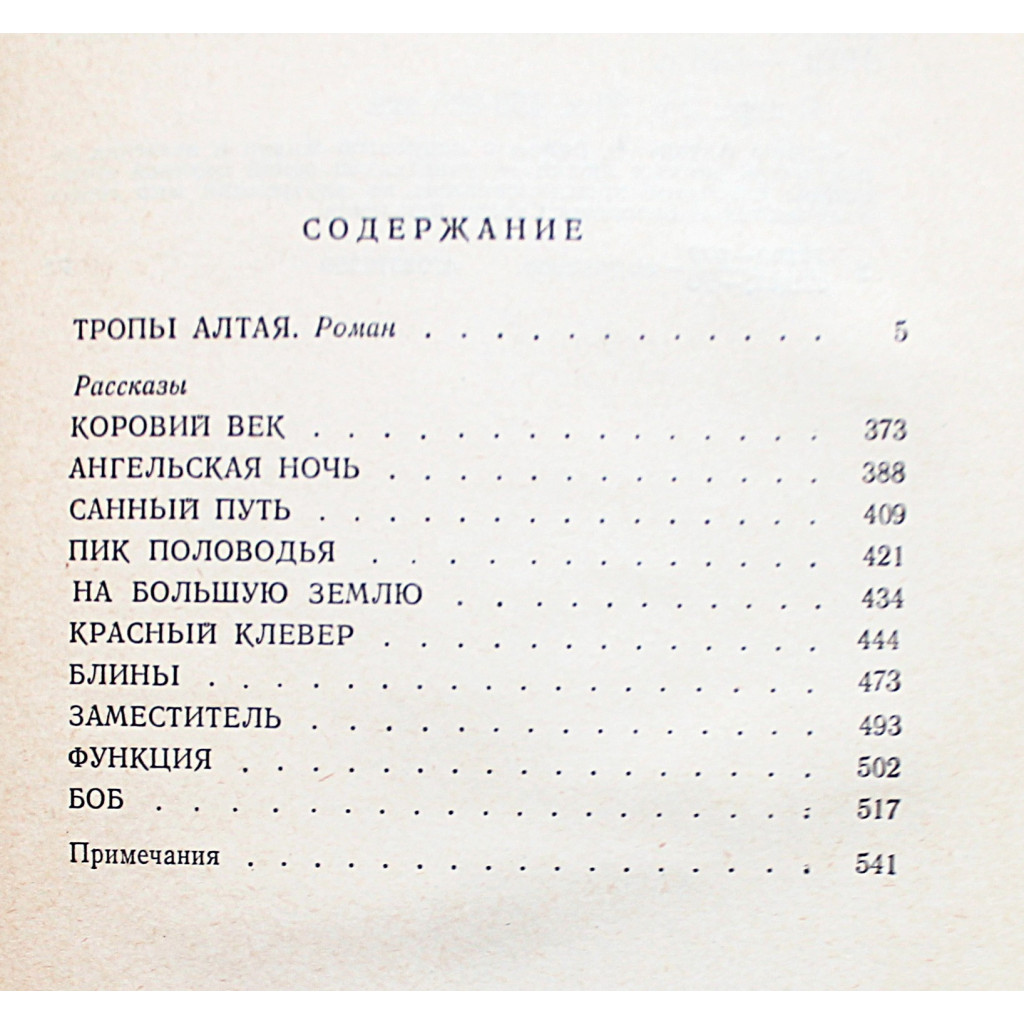 СОДЕРЖАНИЕ
ТРОПЫ АЛТАЯ. Роман . . . . . . . . . . . 5
Рассказы
КОРОВИЙ ВЕК . . . . . . . . . . . . . . 373
АНГЕЛЬСКАЯ НОЧЬ . . . . . . . . . . . . 388
САННЫЙ ПУТЬ . . . . . . . . . . . . . . 409
ПИК ПОЛОВОДЬЯ . . . . . . . . . . . . 421
НА БОЛЬШУЮ ЗЕМЛЮ . . . . . . . . . . 434
КРАСНЫЙ КЛЕВЕР . . . . . . . . . . . . 444
БЛИНЫ . . . . . . . . . . . . . . . . . 473
ЗАМЕСТИТЕЛЬ . . . . . . . . . . . . . . 493
ФУНКЦИЯ . . . . . . . . . . . . . . . . 502
БОБ . . . . . . . . . . . . . . . . . . 517
Примечания . . . . . . . . . . . . . . . 541